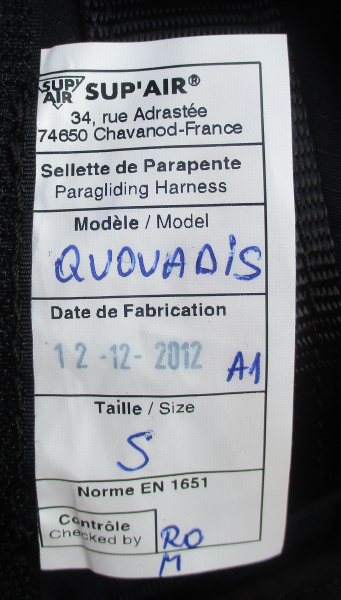 SUP'AIR SUP'AIR®
34, rue Adrastée
74650 Chavanod-France
Sellette de Parapente
Paragliding Harness
Modèle / Model
QUOUADIS
Date de Fabrication
12-12-2012 A1
Taille / Size
S
Norme EN 1651
Contrôle
Checked by
RO
M